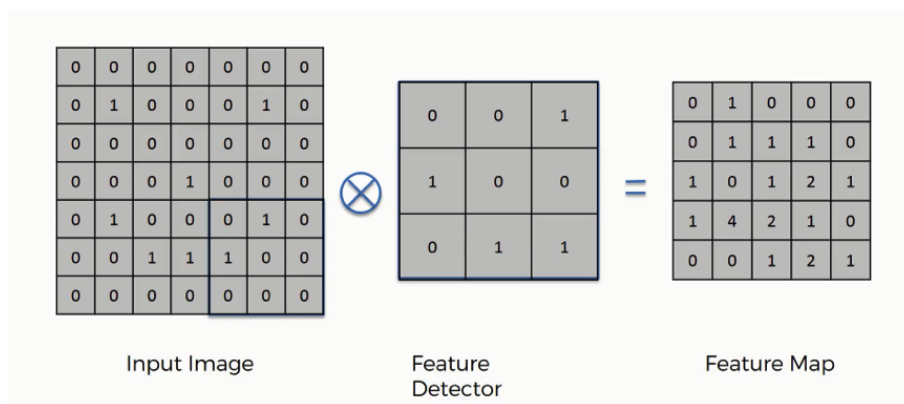 0 0 0 0 0 0 0
0 1 0 0 0 1 0
0 0 0 0 0 0 0
0 0 0 1 0 0 0
0 1 0 0 0 1 0
0 0 1 1 1 0 0
0 0 0 0 0 0 0
0 0 1
1 0 0
0 1 1
=
0 1 0 0 0
0 1 1 1 0
1 0 1 2 1
1 4 2 1 0
0 0 1 2 1
Input Image
Feature
Detector
Feature Map